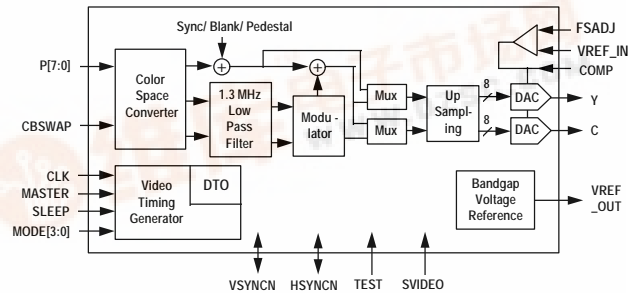 Sync/ Blank/ Pedestal
FSADJ
VREF_IN
COMP
P[7:0]
Color
Space
Converter
1.3 MHz
Low
Pass
Filter
Modu -
lator
Mux
Mux
Up
Sampl-
ing
8
8
DAC
DAC
Y
C
CBSWAP
CLK
MASTER
SLEEP
MODE[3:0]
Video
Timing
Generator
DTO
Bandgap
Voltage
Reference
VREF
_OUT
VSYNCN
HSYNCN
TEST
SVIDEO